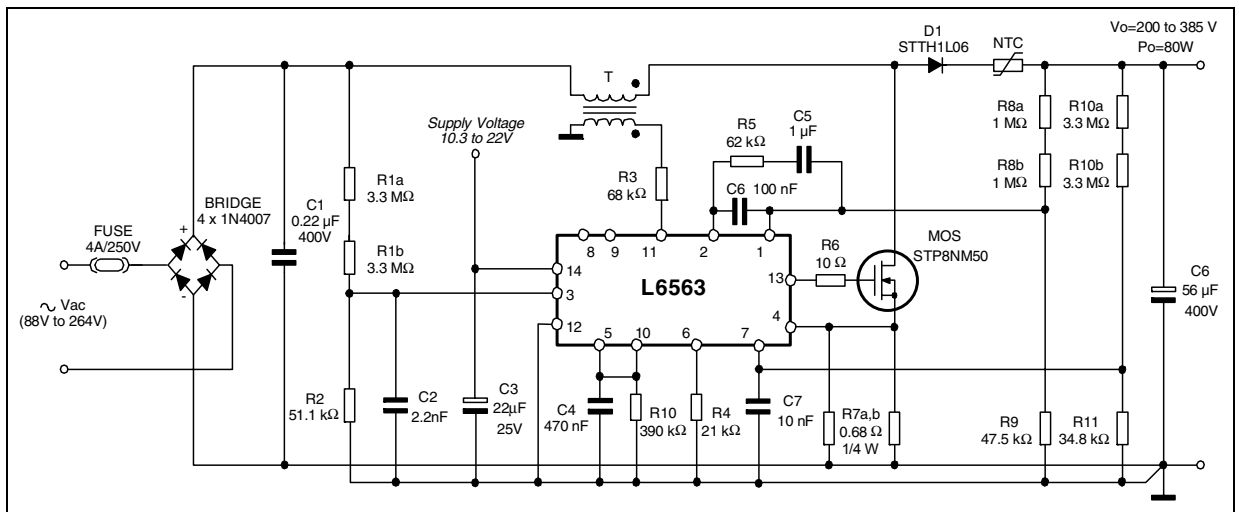 D1
STTH1L06
NTC
Vo=200 to 385 V
Po=80W
T
Supply Voltage
10.3 to 22V
R5
62 kΩ
C5
1 µF
R8a
1 MΩ
R10a
3.3 MΩ
R8b
1 MΩ
R10b
3.3 MΩ
R1a
3.3 MΩ
R3
68 kΩ
C6 100 nF
BRIDGE
4 x 1N4007
FUSE
4A/250V
+
-
C1
0.22 µF
400V
R1b
3.3 MΩ
8
9
11
2
1
14
3
12
L6563
13
4
5
10
6
7
R6
10 Ω
MOS
STP8NM50
C6
56 µF
400V
~ Vac
(88V to 264V)
R2
51.1 kΩ
C2
2.2nF
C3
22µF
25V
C4
470 nF
R10
390 kΩ
R4
21 kΩ
C7
10 nF
R7a,b
0.68 Ω
1/4 W
R9
47.5 kΩ
R11
34.8 kΩ